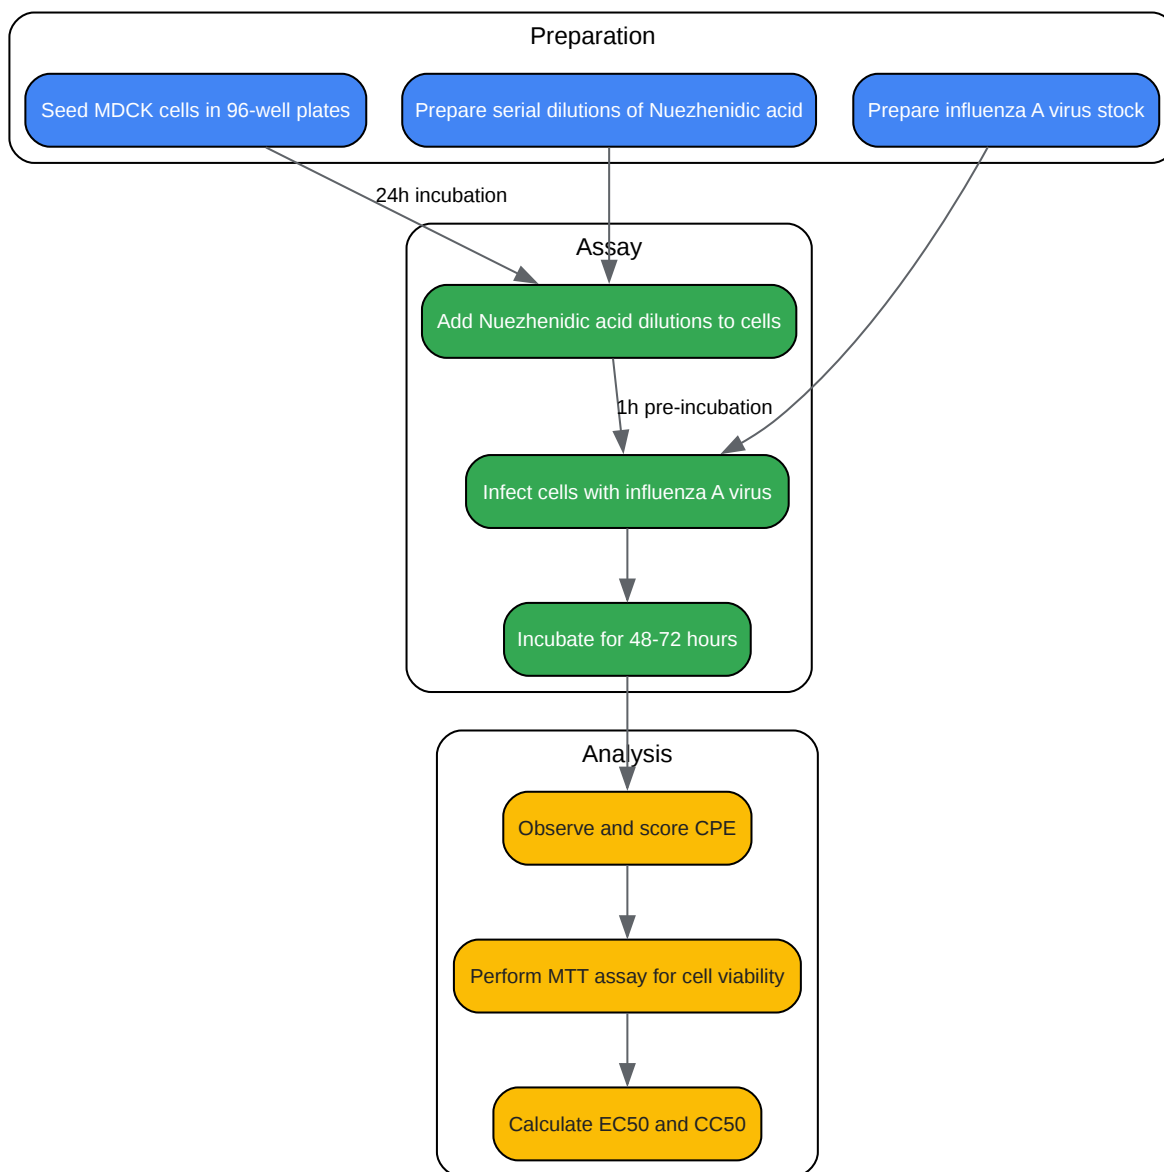 Preparation
Seed MDCK cells in 96-well plates
Prepare serial dilutions of Nuezhenidic acid
Prepare influenza A virus stock
24h incubation
Assay
Add Nuezhenidic acid dilutions to cells
1h pre-incubation
Infect cells with influenza A virus
Incubate for 48-72 hours
Analysis
Observe and score CPE
Perform MTT assay for cell viability
Calculate EC50 and CC50